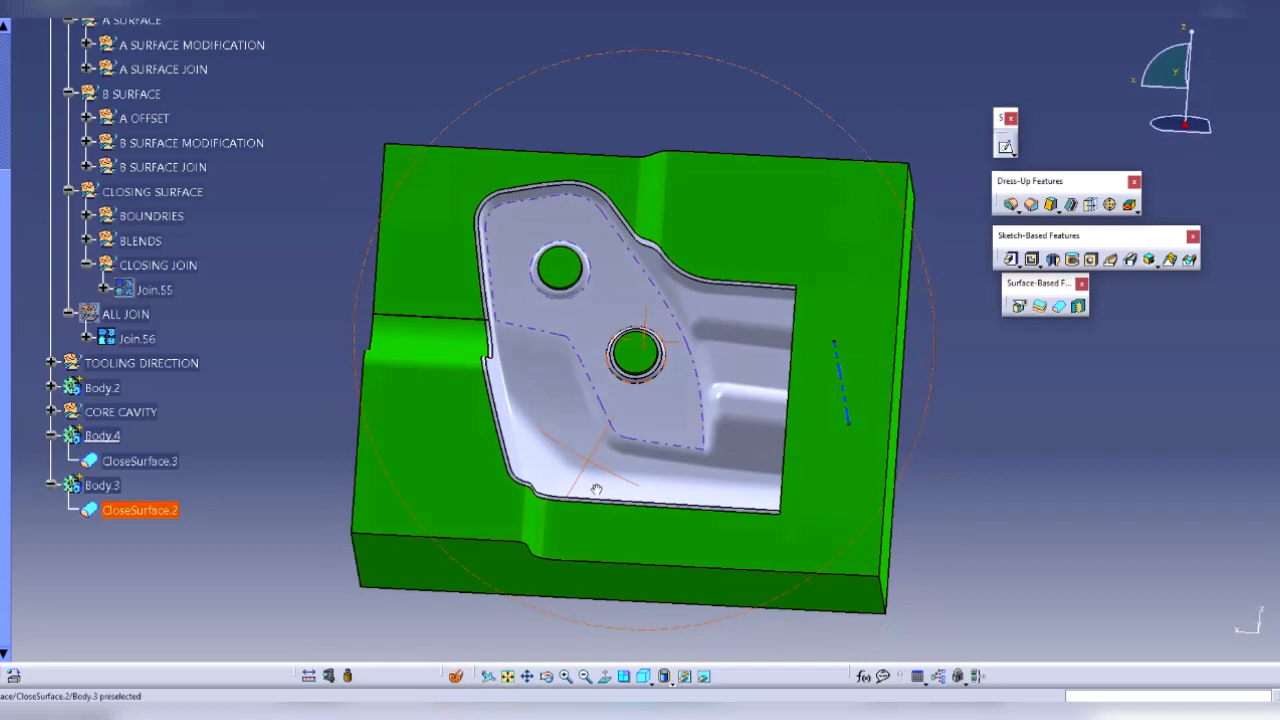 A SURFACE
A SURFACE MODIFICATION
A SURFACE JOIN
B SURFACE
A OFFSET
B SURFACE MODIFICATION
B SURFACE JOIN
CLOSING SURFACE
BOUNDRIES
BLENDS
CLOSING JOIN
Join.55
ALL JOIN
Join.56
TOOLING DIRECTION
Body.2
CORE CAVITY
Body.4
CloseSurface.3
Body.3
CloseSurface.2
z
x
y
S
Dress-Up Features
Sketch-Based Features
Surface-Based F...
z
x
f(x)
ace/CloseSurface.2/Body.3 preselected